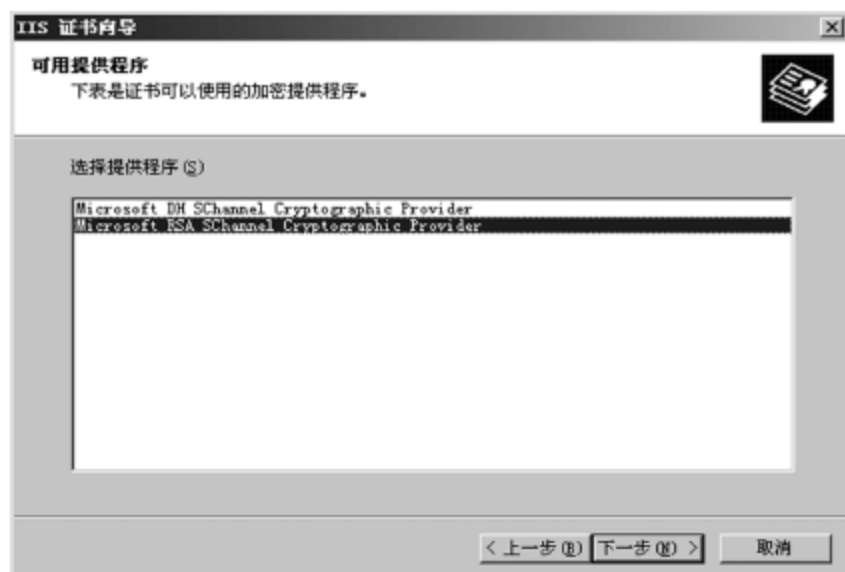 IIS 证书向导
可用提供程序
下表是证书可以使用的加密提供程序。
选择提供程序(S)
Microsoft DH SChannel Cryptographic Provider
Microsoft RSA SChannel Cryptographic Provider
< 上一步(B) 下一步(N) > 取消